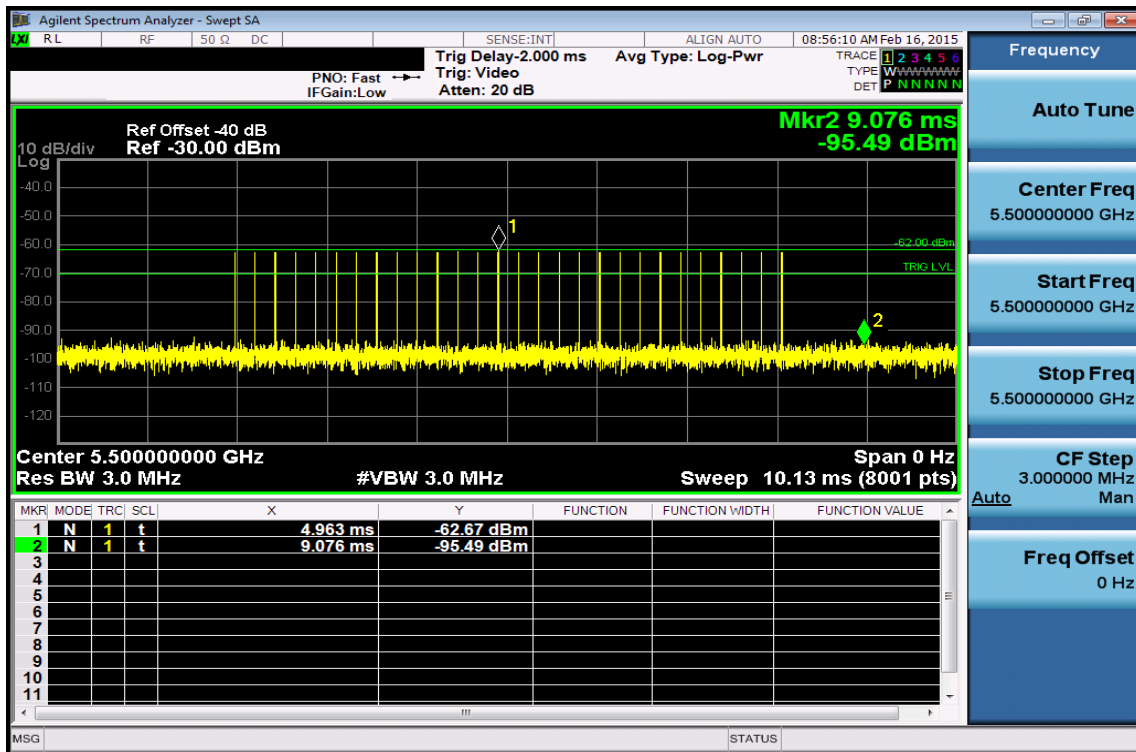 Agilent Spectrum Analyzer - Swept SA
LXI RL RF 50 Ω DC SENSE:INT ALIGN AUTO 08:56:10 AM Feb 16, 2015
Trig Delay-2.000 ms Avg Type: Log-Pwr TRACE 1 2 3 4 5 6
PNO: Fast Trig: Video TYPE WWWWWWW
IFGain:Low Atten: 20 dB DET P N N N N N
Mkr2 9.076 ms
-95.49 dBm
Ref Offset -40 dB
10 dB/div Ref -30.00 dBm
Log
-40.0
-50.0
1
-60.0
-62.00 dBm
TRIG LVL
-70.0
-80.0
2
-90.0
-100
-110
-120
Center 5.500000000 GHz Span 0 Hz
Res BW 3.0 MHz #VBW 3.0 MHz Sweep 10.13 ms (8001 pts)
MKR MODE TRC SCL X Y FUNCTION FUNCTION WIDTH FUNCTION VALUE
1 N 1 t 4.963 ms -62.67 dBm
2 N 1 t 9.076 ms -95.49 dBm
3
4
5
6
7
8
9
10
11
MSG STATUS
Frequency
Auto Tune
Center Freq
5.500000000 GHz
Start Freq
5.500000000 GHz
Stop Freq
5.500000000 GHz
CF Step
3.000000 MHz
Auto Man
Freq Offset
0 Hz